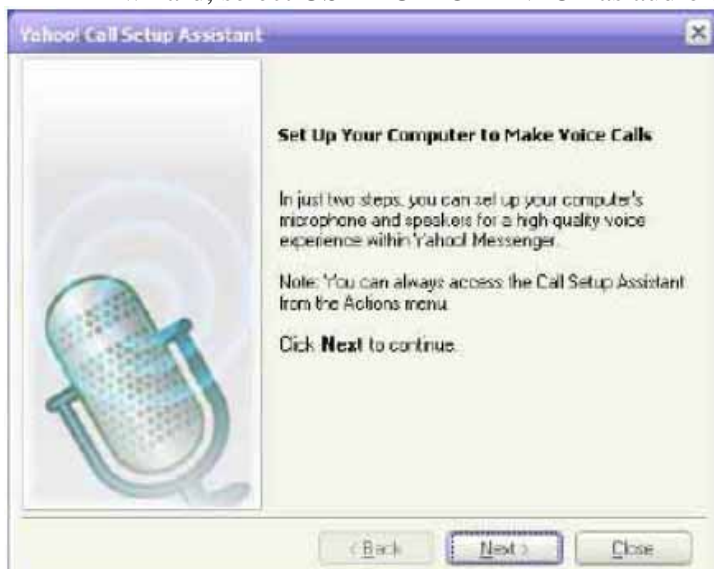 Yahoo! Call Setup Assistant
Set Up Your Computer to Make Voice Calls
In just two steps, you can set up your computer's
microphone and speakers for a high quality voice
experience within Yahoo! Messenger.
Note: You can always access the Call Setup Assistant
from the Actions menu.
Click Next to continue.
< Back Next > Close